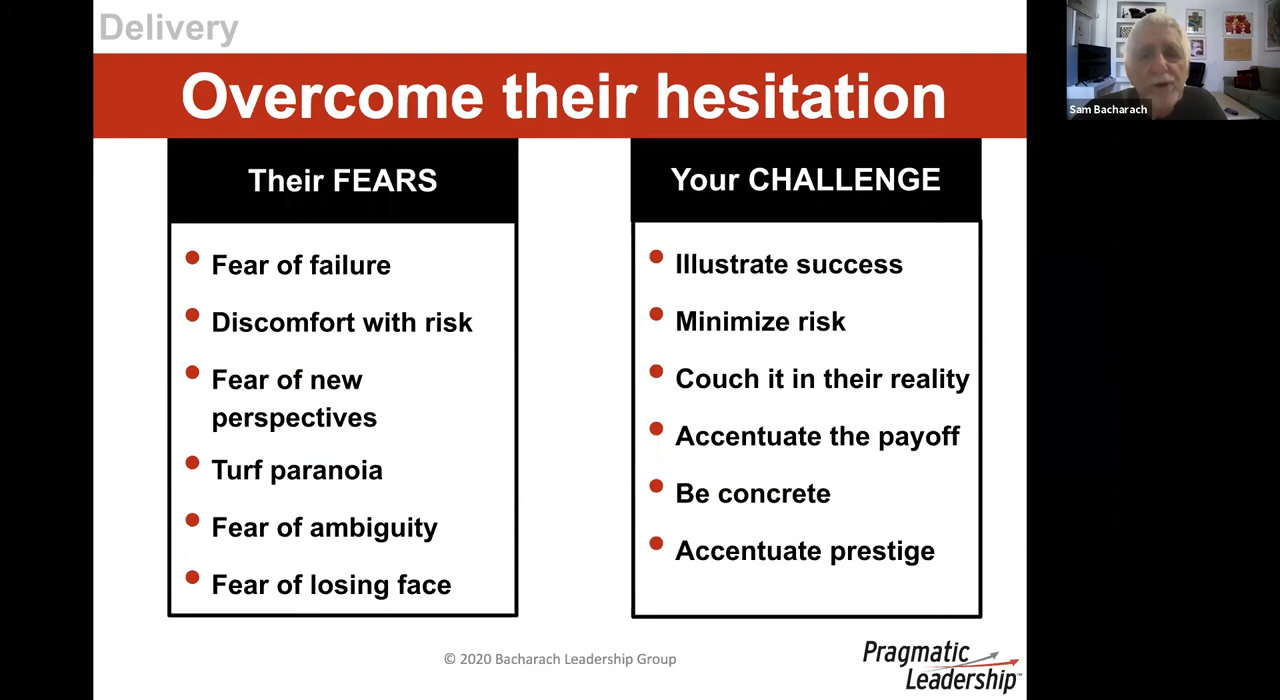 Delivery
Overcome their hesitation
Their FEARS
Fear of failure
Discomfort with risk
Fear of new
perspectives
Turf paranoia
Fear of ambiguity
Fear of losing face
Your CHALLENGE
Illustrate success
Minimize risk
Couch it in their reality
Accentuate the payoff
Be concrete
Accentuate prestige
© 2020 Bacharach Leadership Group
Pragmatic
Leadership™
Sam Bacharach